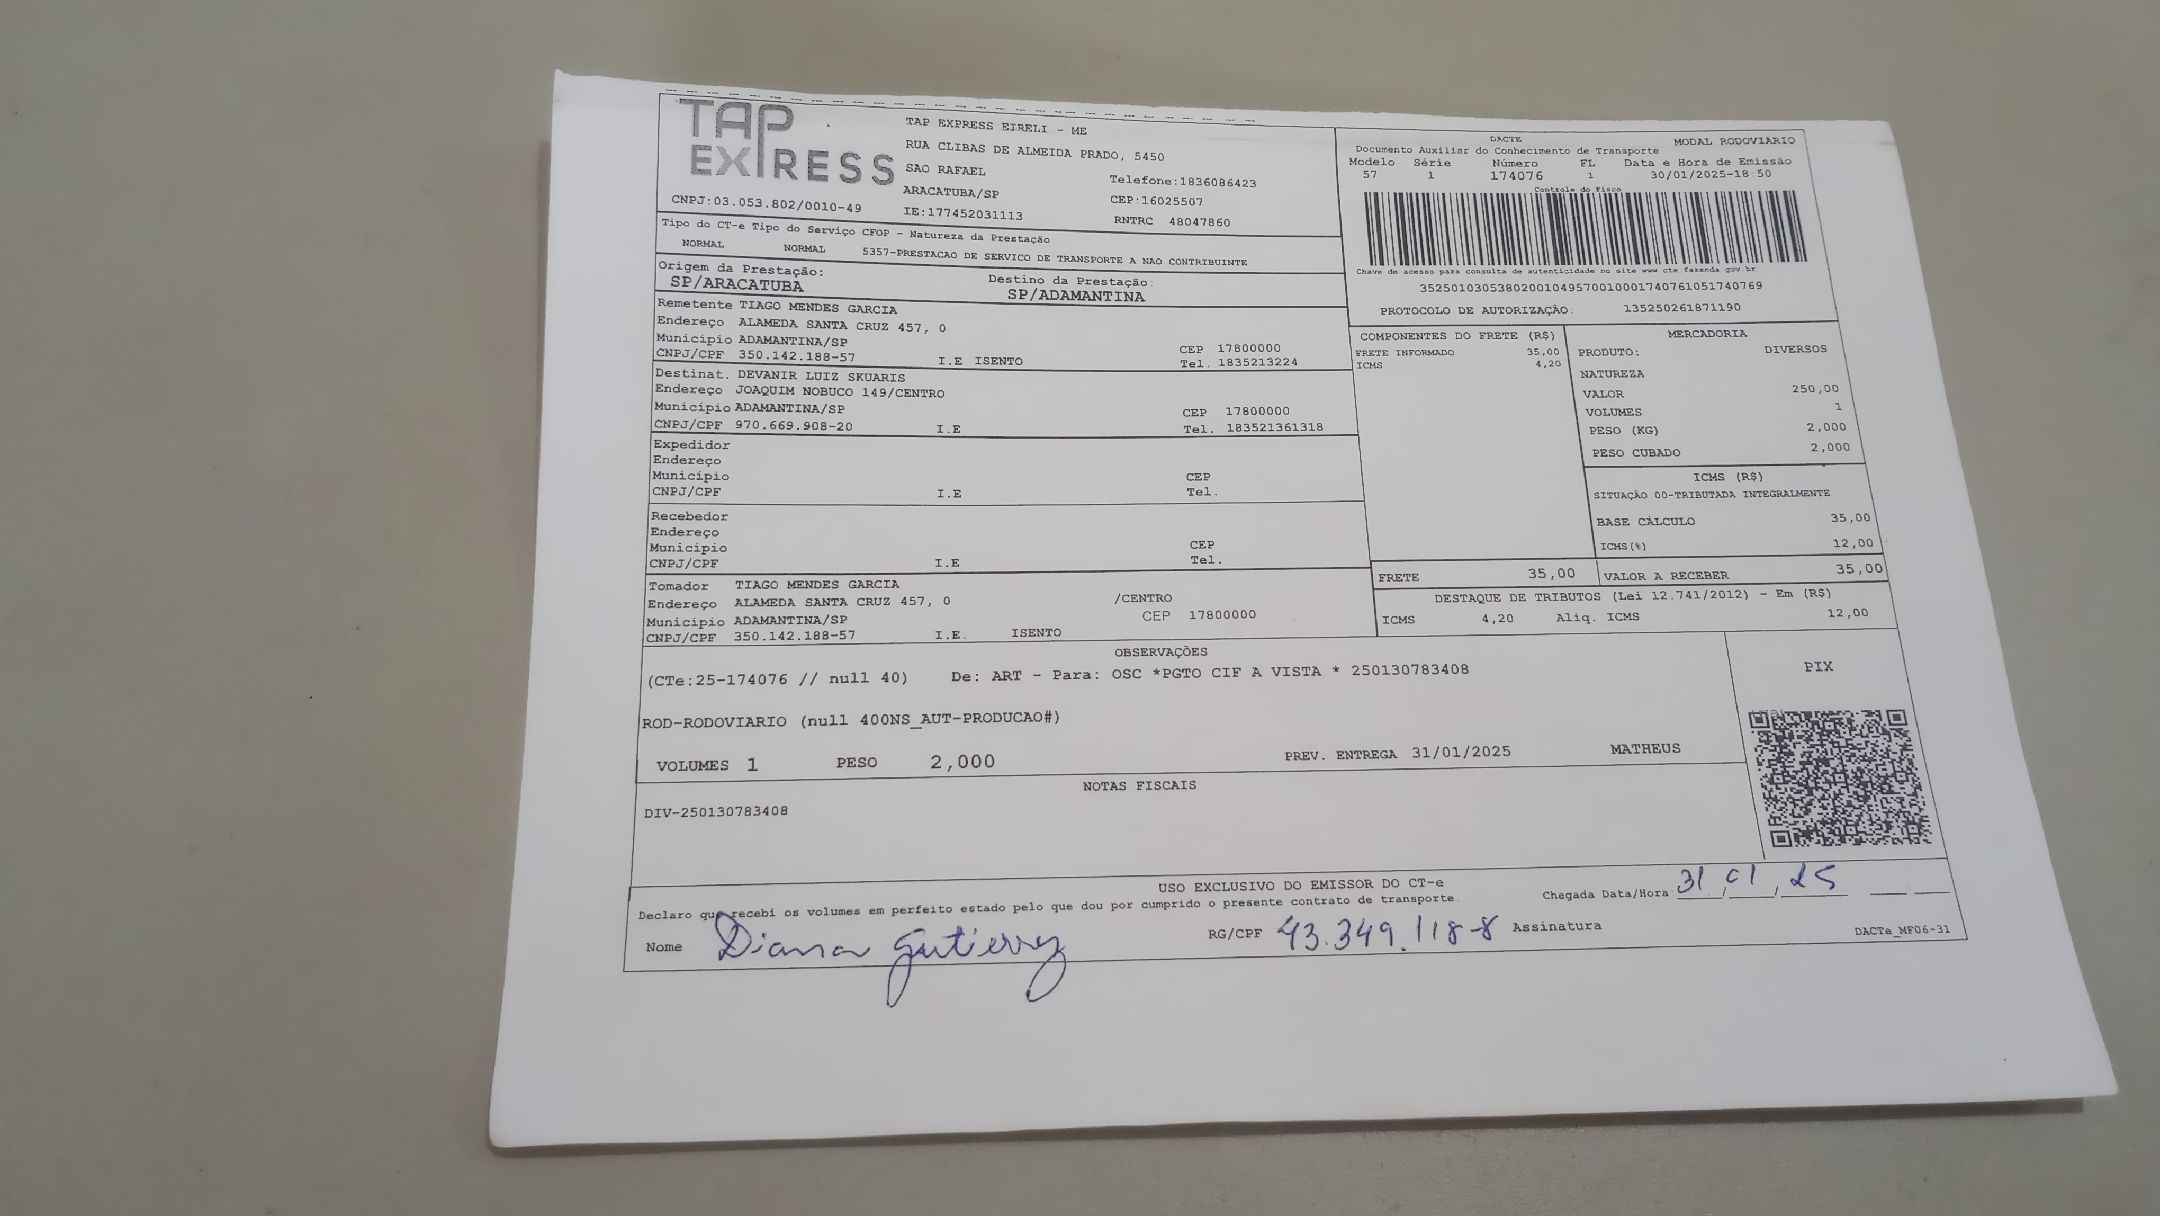 TAP EXPRESS
TAP EXPRESS EIRELI - ME
RUA CLIBAS DE ALMEIDA PRADO, 5450
SAO RAFAEL
Telefone:1836086423
ARACATUBA/SP
CEP:16025507
CNPJ:03.053.802/0010-49
IE:177452031113
RNTRC 48047860
DACTE
MODAL RODOVIARIO
Documento Auxiliar do Conhecimento de Transporte
Modelo Série Número FL Data e Hora de Emissão
57 1 174076 1 30/01/2025-18 50
Controle do Fisco
Chave de acesso para consulta de autenticidade no site www cte fazenda gov br
35250103053802001049570010001740761051740769
PROTOCOLO DE AUTORIZAÇÃO: 135250261871190
Tipo do CT-e Tipo do Serviço CFOP - Natureza da Prestação
NORMAL NORMAL 5357-PRESTACAO DE SERVICO DE TRANSPORTE A NAO CONTRIBUINTE
Origem da Prestação: Destino da Prestação:
SP/ARACATUBA SP/ADAMANTINA
Remetente TIAGO MENDES GARCIA
Endereço ALAMEDA SANTA CRUZ 457, 0
Município ADAMANTINA/SP CEP 17800000
CNPJ/CPF 350.142.188-57 I.E ISENTO Tel. 1835213224
Destinat. DEVANIR LUIZ SKUARIS
Endereço JOAQUIM NOBUCO 149/CENTRO
Município ADAMANTINA/SP CEP 17800000
CNPJ/CPF 970.669.908-20 I.E Tel. 183521361318
Expedidor
Endereço
Município CEP
CNPJ/CPF I.E Tel.
Recebedor
Endereço
Município CEP
CNPJ/CPF I.E Tel.
Tomador TIAGO MENDES GARCIA
Endereço ALAMEDA SANTA CRUZ 457, 0 /CENTRO
Município ADAMANTINA/SP CEP 17800000
CNPJ/CPF 350.142.188-57 I.E. ISENTO
COMPONENTES DO FRETE (R$)
FRETE INFORMADO 35,00
ICMS 4,20
MERCADORIA
PRODUTO: DIVERSOS
NATUREZA
VALOR 250,00
VOLUMES 1
PESO (KG) 2,000
PESO CUBADO 2,000
ICMS (R$)
SITUAÇÃO 00-TRIBUTADA INTEGRALMENTE
BASE CÁLCULO 35,00
ICMS(%) 12,00
FRETE 35,00 VALOR A RECEBER 35,00
DESTAQUE DE TRIBUTOS (Lei 12.741/2012) - Em (R$)
ICMS 4,20 Aliq. ICMS 12,00
OBSERVAÇÕES
(CTe:25-174076 // null 40) De: ART - Para: OSC *PGTO CIF A VISTA * 250130783408
ROD-RODOVIARIO (null 400NS_AUT-PRODUCAO#)
VOLUMES 1 PESO 2,000 PREV. ENTREGA 31/01/2025 MATHEUS
PIX
NOTAS FISCAIS
DIV-250130783408
USO EXCLUSIVO DO EMISSOR DO CT-e
Chegada Data/Hora: 31/01/25
Declaro que recebi os volumes em perfeito estado pelo que dou por cumprido o presente contrato de transporte.
Nome Diana Gutierrez RG/CPF 43.349.118-8 Assinatura
DACTe_MF06-31